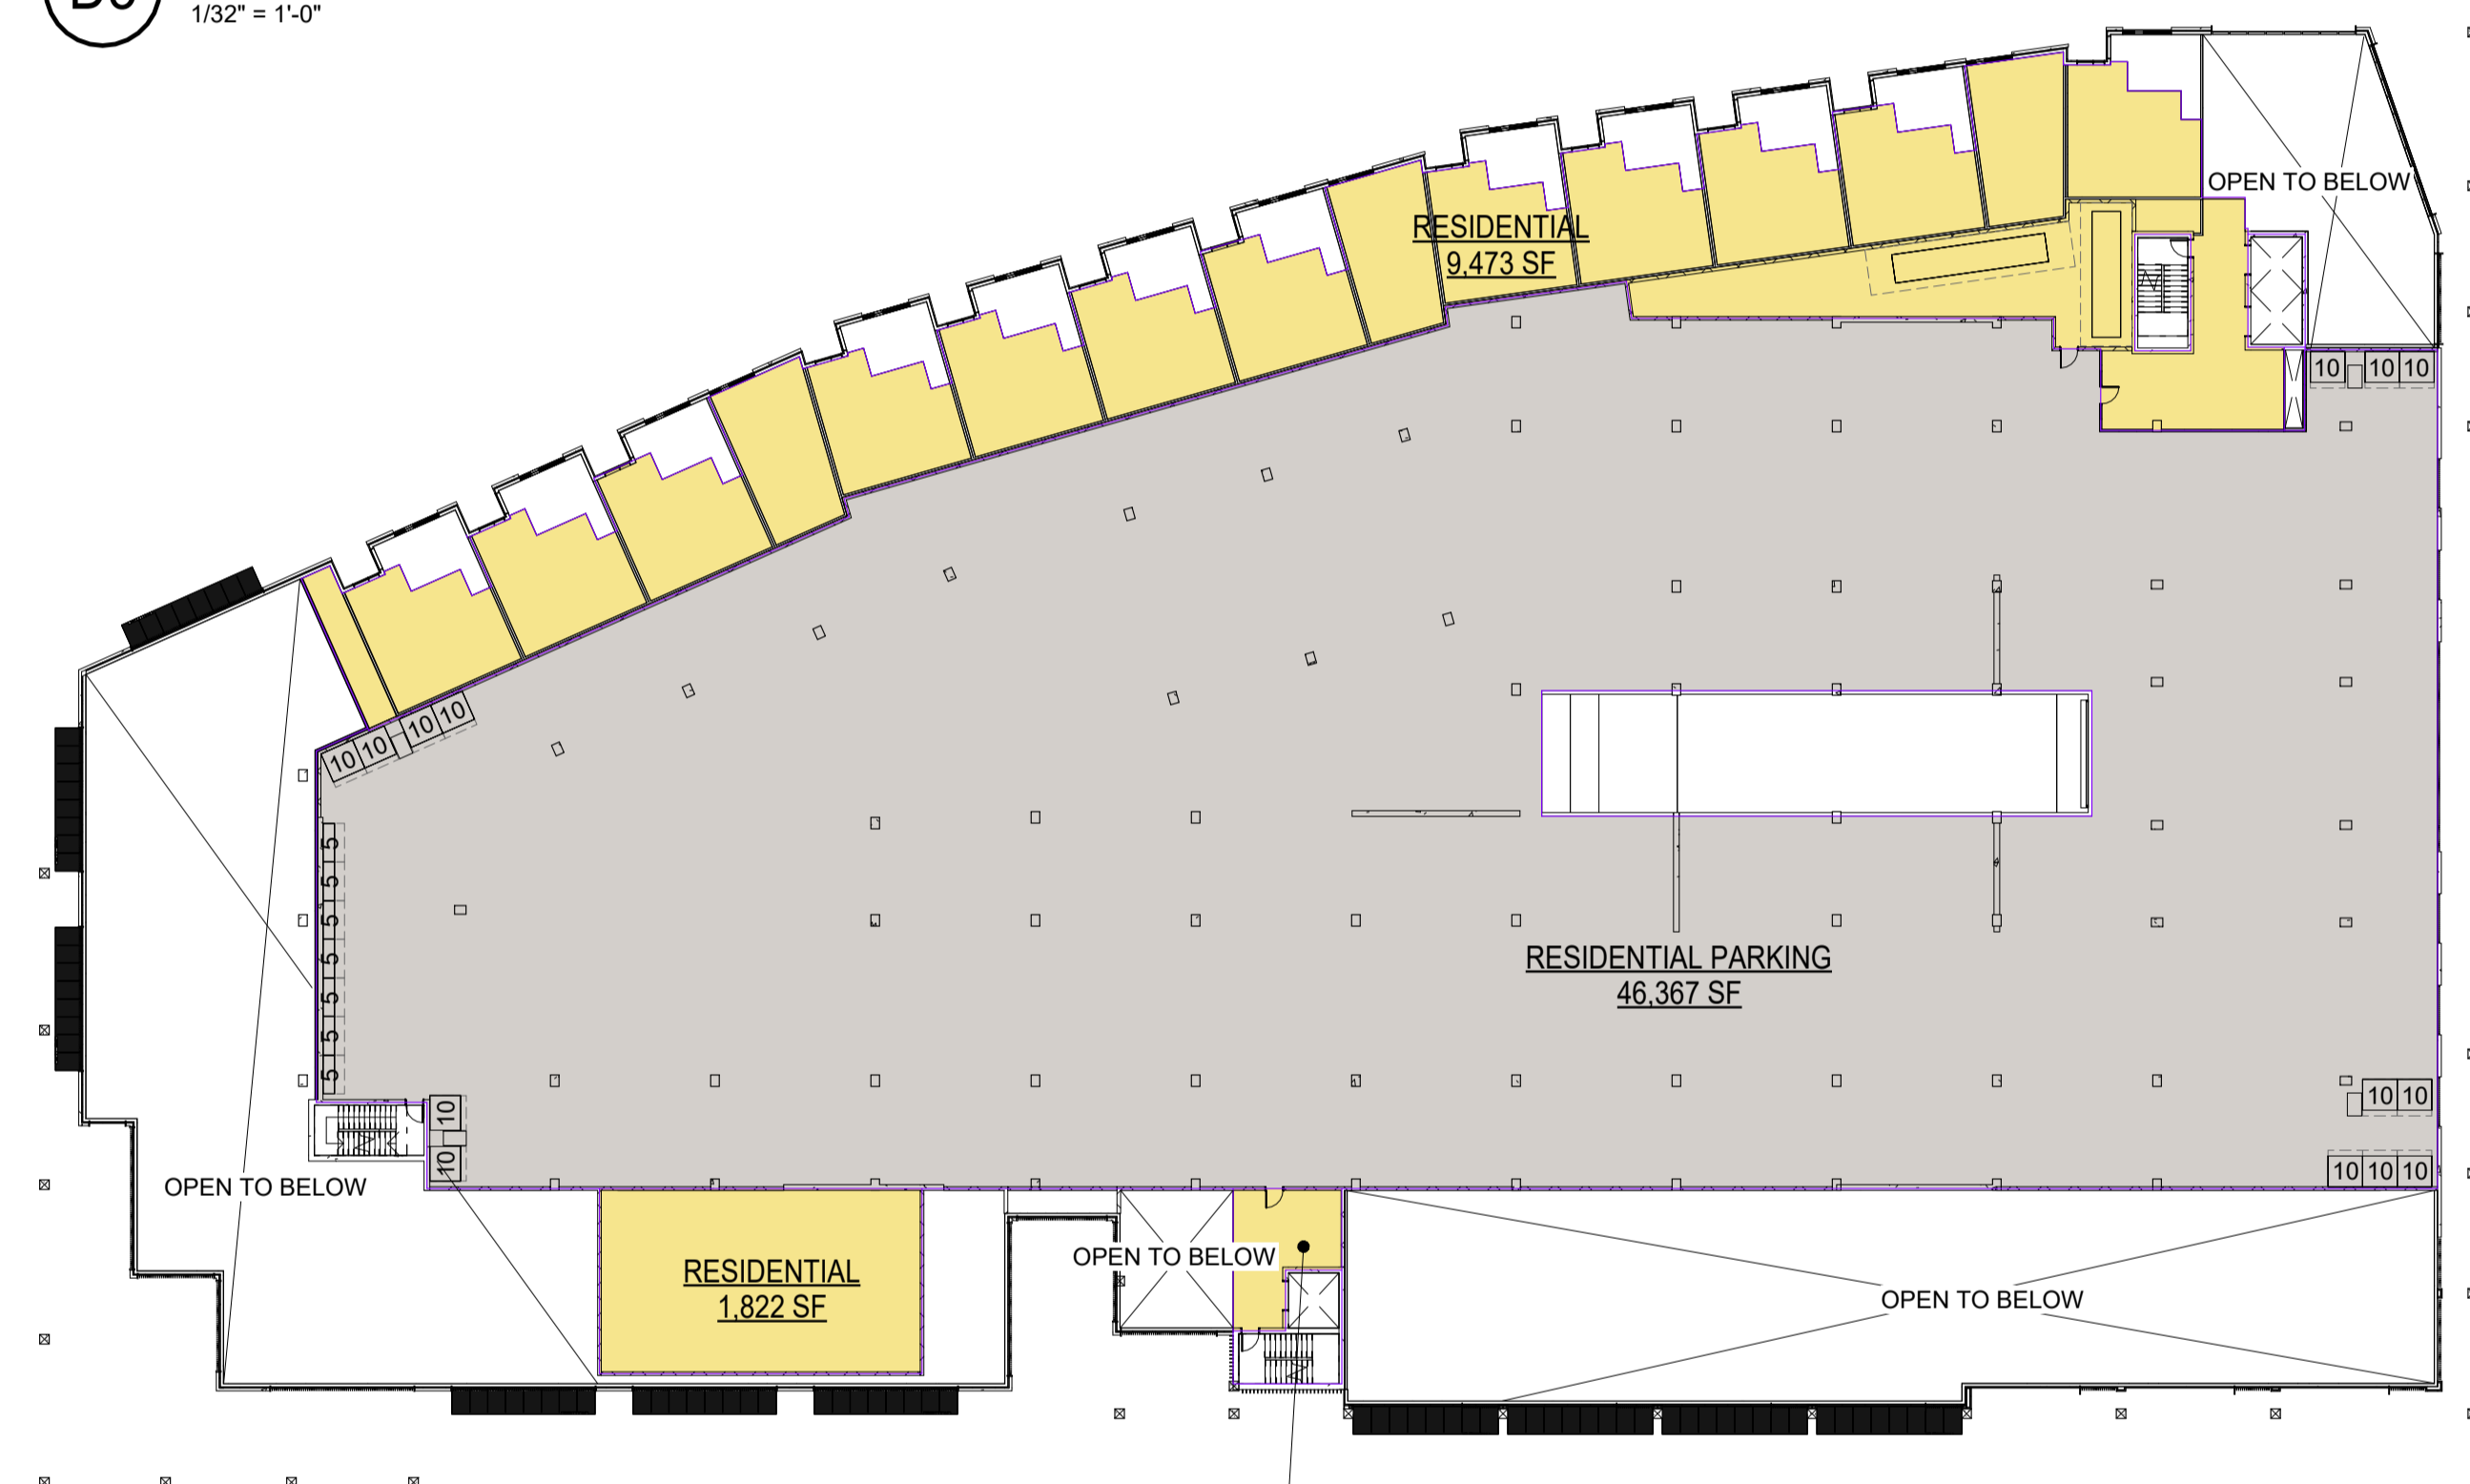 1/32" = 1'-0"
OPEN TO BELOW
RESIDENTIAL
9,473 SF
10 10 10
10 10 10 10
5
5
5
5
5
5
5
RESIDENTIAL PARKING
46,367 SF
10 10
10
10
10 10 10
OPEN TO BELOW
OPEN TO BELOW
RESIDENTIAL
1,822 SF
OPEN TO BELOW